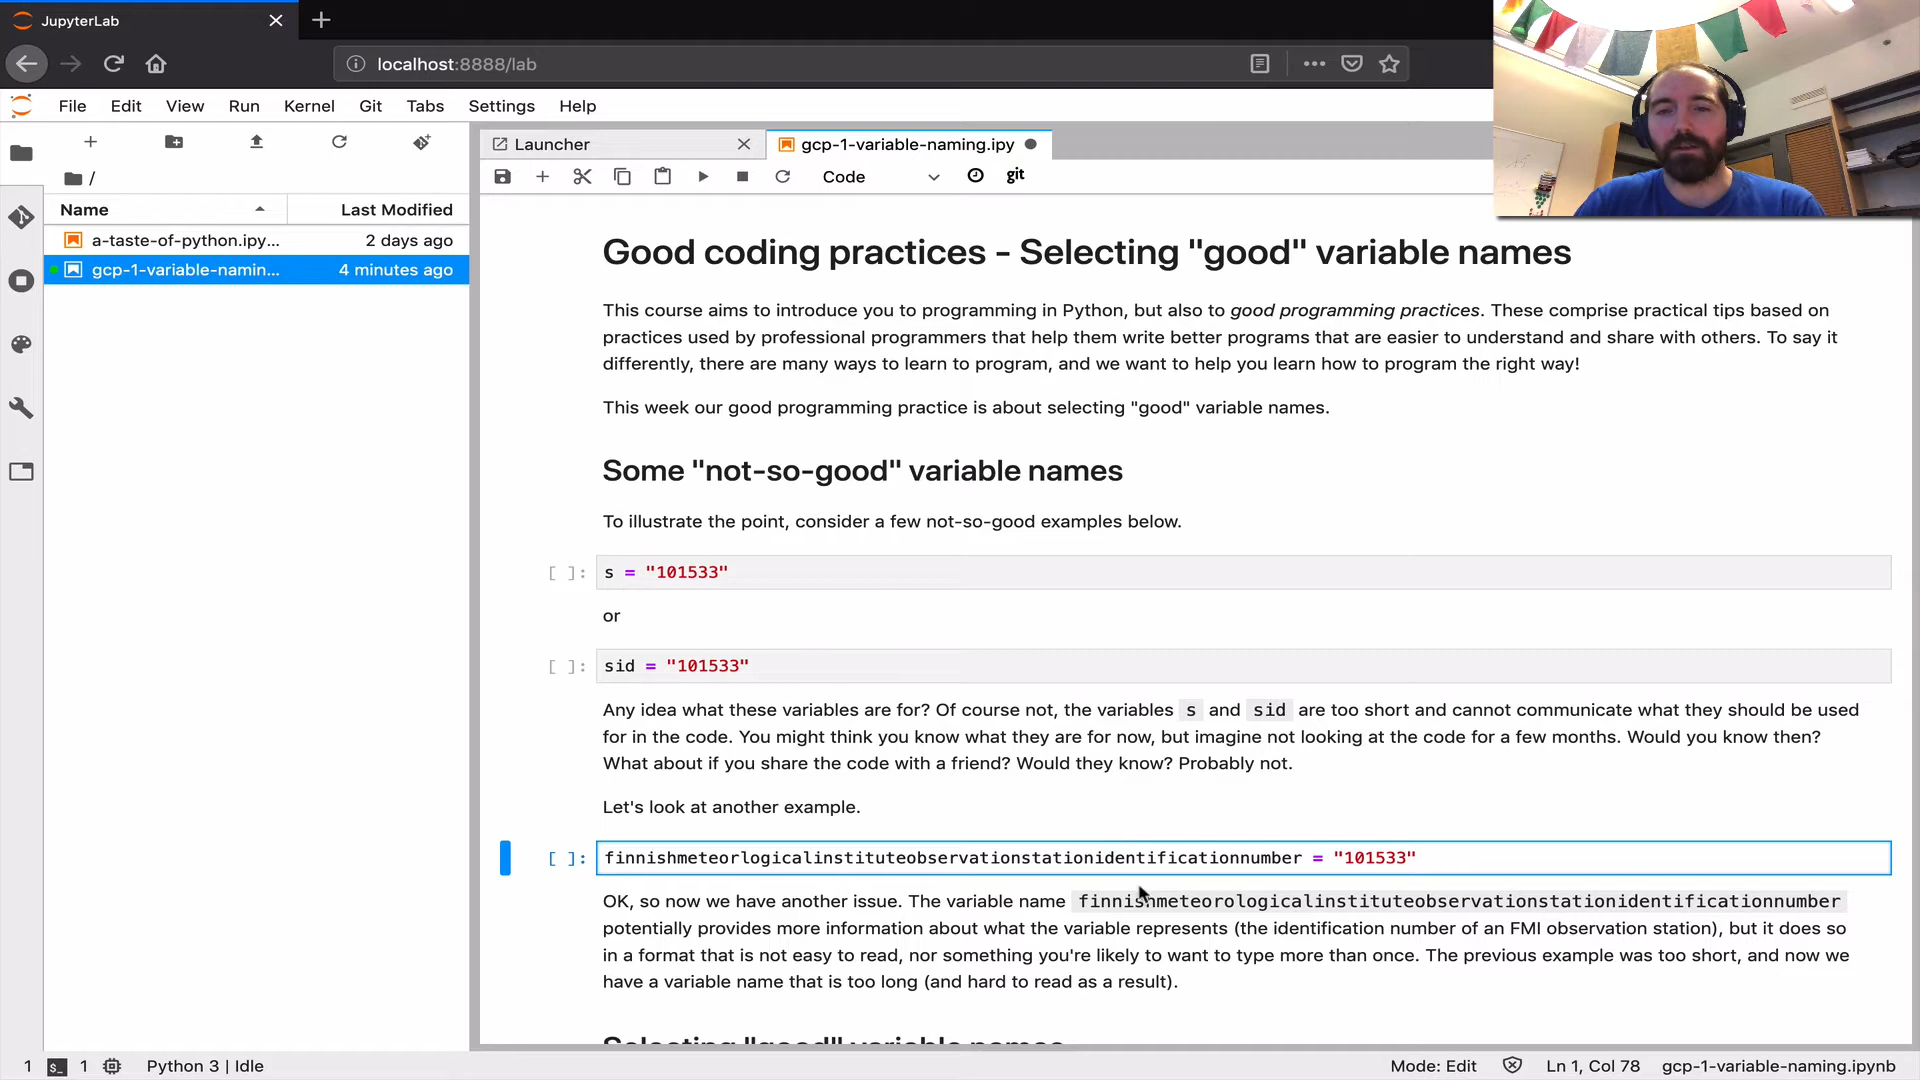 JupyterLab
localhost:8888/lab
File Edit View Run Kernel Git Tabs Settings Help
Launcher
gcp-1-variable-naming.ipy
/
Code
git
Name
Last Modified
a-taste-of-python.ipy...
2 days ago
gcp-1-variable-namin...
4 minutes ago
Good coding practices - Selecting "good" variable names
This course aims to introduce you to programming in Python, but also to good programming practices. These comprise practical tips based on
practices used by professional programmers that help them write better programs that are easier to understand and share with others. To say it
differently, there are many ways to learn to program, and we want to help you learn how to program the right way!
This week our good programming practice is about selecting "good" variable names.
Some "not-so-good" variable names
To illustrate the point, consider a few not-so-good examples below.
[ ]: s = "101533"
or
[ ]: sid = "101533"
Any idea what these variables are for? Of course not, the variables s and sid are too short and cannot communicate what they should be used
for in the code. You might think you know what they are for now, but imagine not looking at the code for a few months. Would you know then?
What about if you share the code with a friend? Would they know? Probably not.
Let's look at another example.
[ ]: finnishmeteorlogicalinstituteobservationstationidentificationnumber = "101533"
OK, so now we have another issue. The variable name finnishmeteorologicalinstituteobservationstationidentificationnumber
potentially provides more information about what the variable represents (the identification number of an FMI observation station), but it does so
in a format that is not easy to read, nor something you're likely to want to type more than once. The previous example was too short, and now we
have a variable name that is too long (and hard to read as a result).
Selecting "good" variable names
1 $_ 1 Python 3 | Idle
Mode: Edit Ln 1, Col 78 gcp-1-variable-naming.ipynb